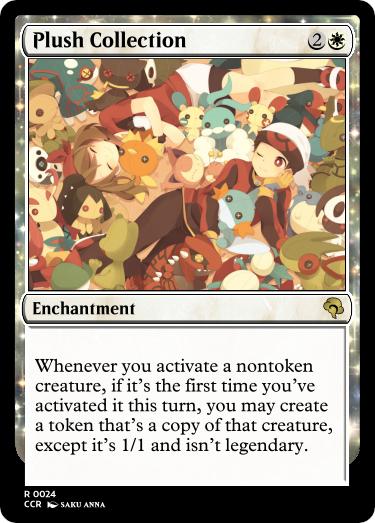 Plush Collection 2
Enchantment
Whenever you activate a nontoken
creature, if it's the first time you've
activated it this turn, you may create
a token that's a copy of that creature,
except it's 1/1 and isn't legendary.
R 0024
CCR SAKU ANNA